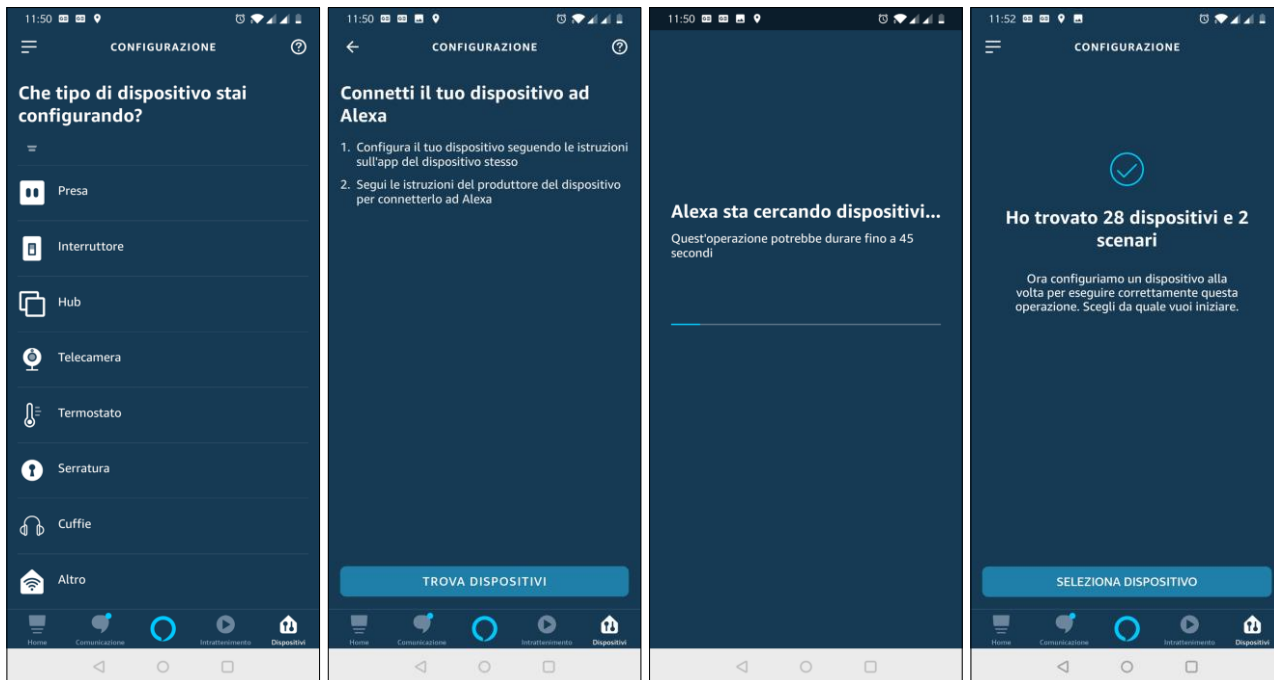 11:50
CONFIGURAZIONE
Che tipo di dispositivo stai
configurando?
Presa
Interruttore
Hub
Telecamera
Termostato
Serratura
Cuffie
Altro
Home
Comunicazione
Intrattenimento
Dispositivi
11:50
CONFIGURAZIONE
Connetti il tuo dispositivo ad
Alexa
1. Configura il tuo dispositivo seguendo le istruzioni
sull'app del dispositivo stesso
2. Segui le istruzioni del produttore del dispositivo
per connetterlo ad Alexa
TROVA DISPOSITIVI
Home
Comunicazione
Intrattenimento
Dispositivi
11:50
Alexa sta cercando dispositivi...
Quest'operazione potrebbe durare fino a 45
secondi
11:52
CONFIGURAZIONE
Ho trovato 28 dispositivi e 2
scenari
Ora configuriamo un dispositivo alla
volta per eseguire correttamente questa
operazione. Scegli da quale vuoi iniziare.
SELEZIONA DISPOSITIVO
Home
Comunicazione
Intrattenimento
Dispositivi